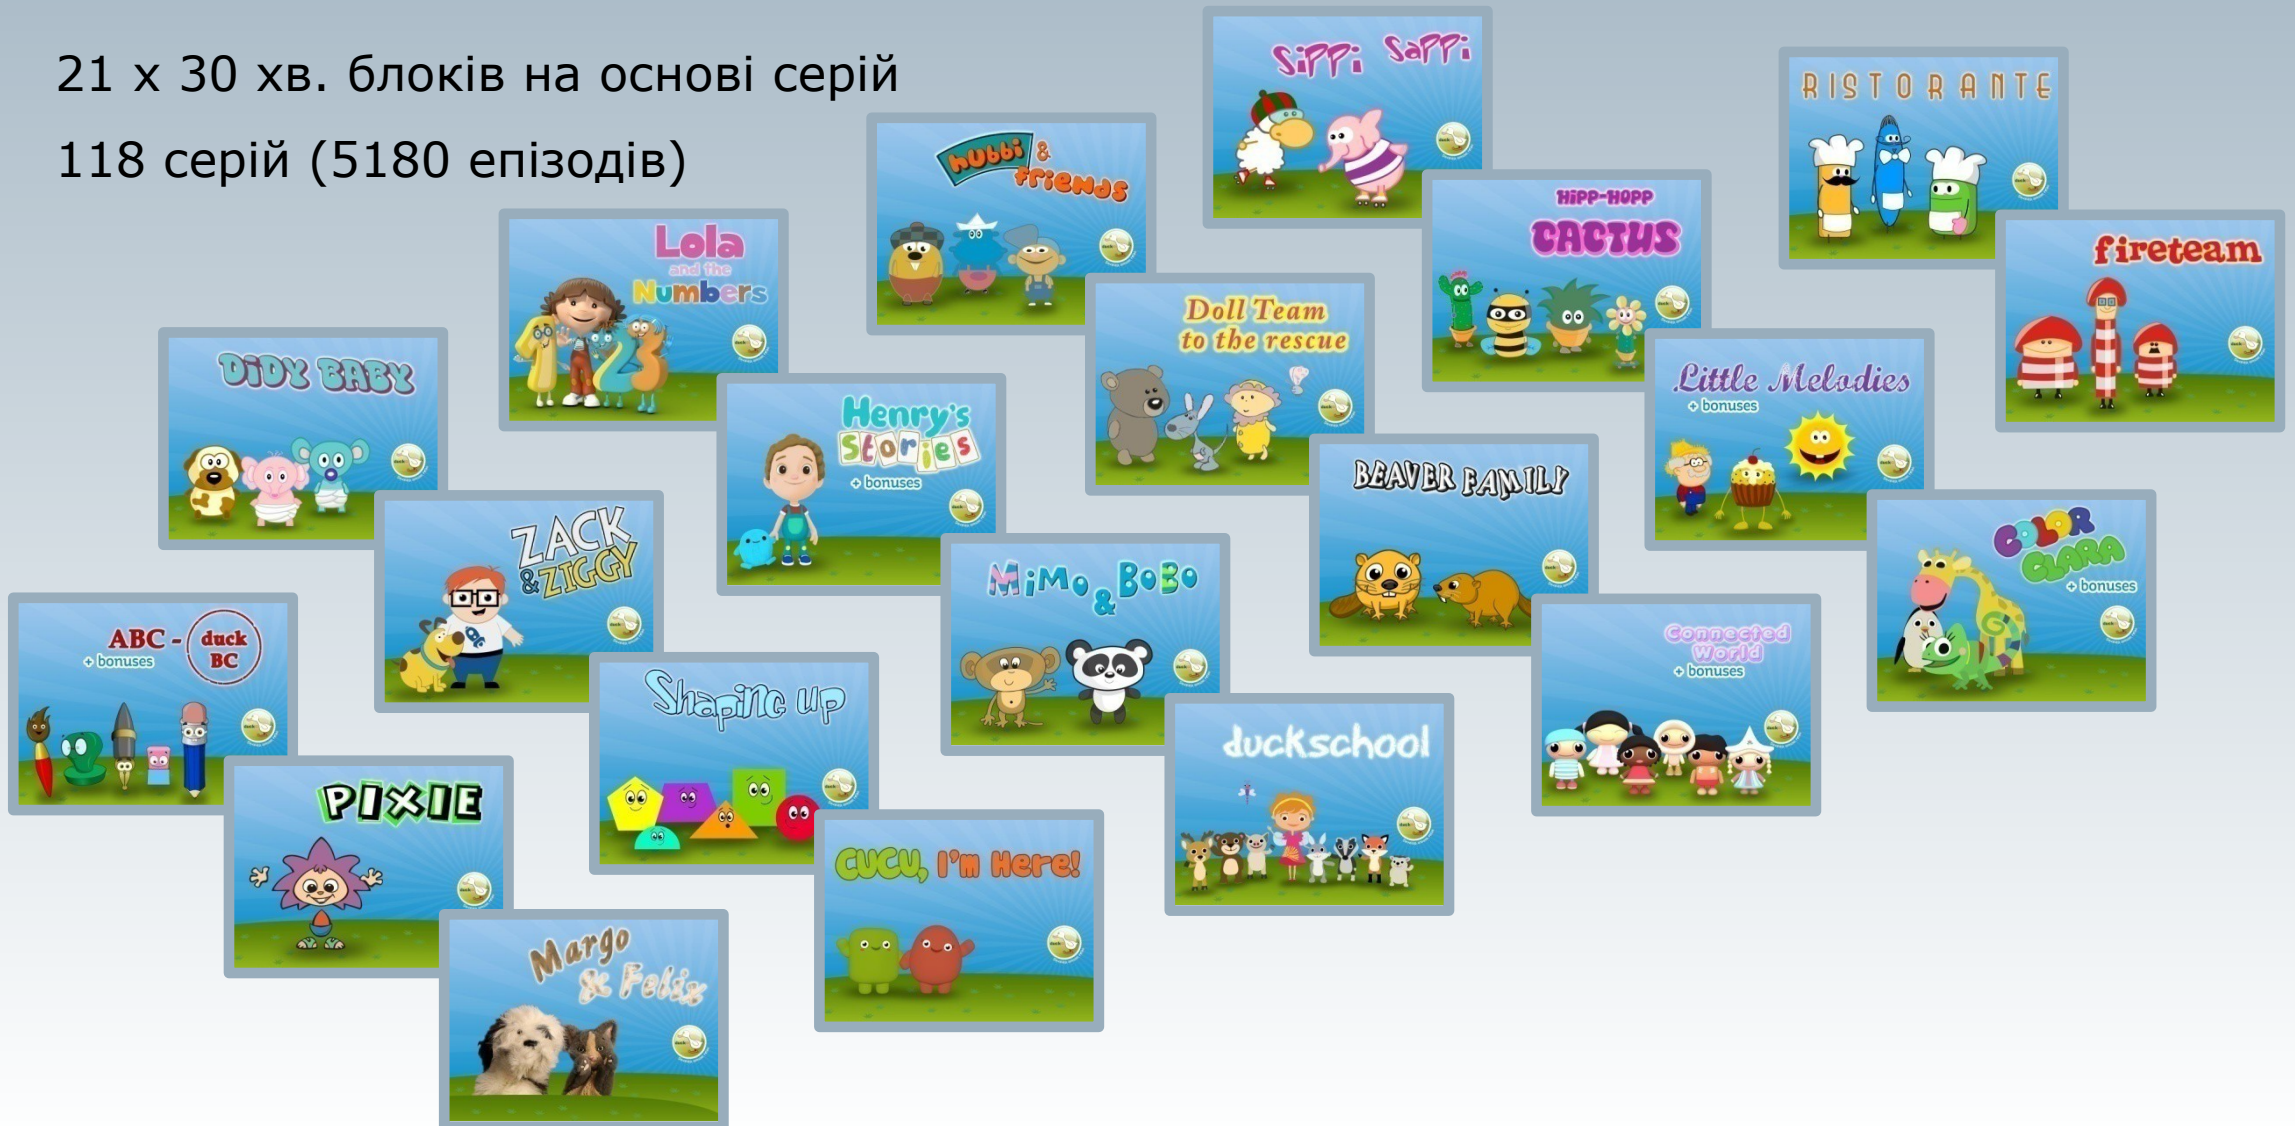 21 x 30 хв. блоків на основі серій
118 серій (5180 епізодів)
SiPPi SaPPi
RISTORANTE
hubbi &
friends
HiPP-HOPP
CACTUS
Lola
and the
Numbers
fireteam
Doll Team
to the rescue
DiDY BABY
Little Melodies
+ bonuses
Henry's
Stories
+ bonuses
BEAVER FAMILY
ZACK
& ZIGGY
COLOR
CLARA
+ bonuses
MiMo & BoBo
ABC - duck
BC
+ bonuses
Connected
World
+ bonuses
Shaping up
duckschool
PIXIE
CUCU, I'm Here!
Margo
& Felix